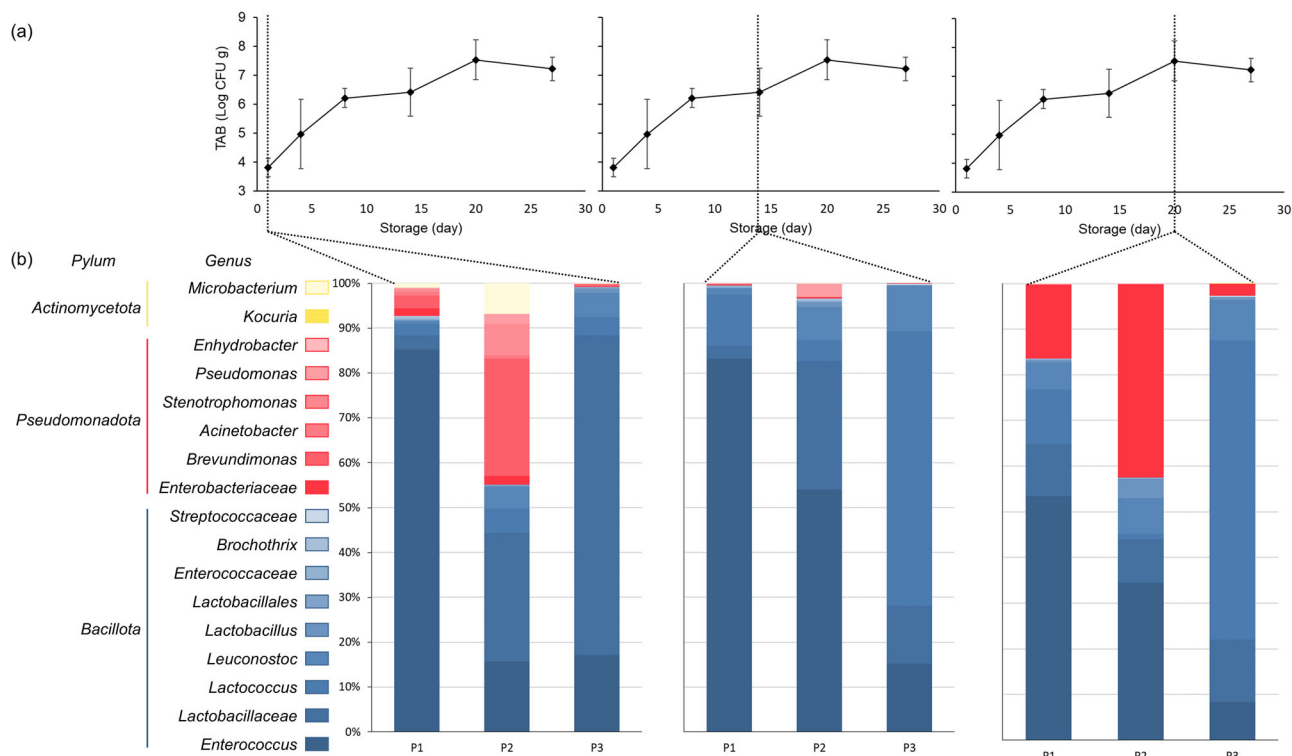 (a)
TAB (Log CFU g)
9
8
7
6
5
4
3
0 5 10 15 20 25 30
Storage (day)
0 5 10 15 20 25 30
Storage (day)
0 5 10 15 20 25 30
Storage (day)
(b)
Pylum Genus
Actinomycetota
Microbacterium
Kocuria
Pseudomonadota
Enhydrobacter
Pseudomonas
Stenotrophomonas
Acinetobacter
Brevundimonas
Enterobacteriaceae
Bacillota
Streptococcaceae
Brochothrix
Enterococcaceae
Lactobacillales
Lactobacillus
Leuconostoc
Lactococcus
Lactobacillaceae
Enterococcus
100%
90%
80%
70%
60%
50%
40%
30%
20%
10%
0%
P1 P2 P3
P1 P2 P3
P1 P2 P3